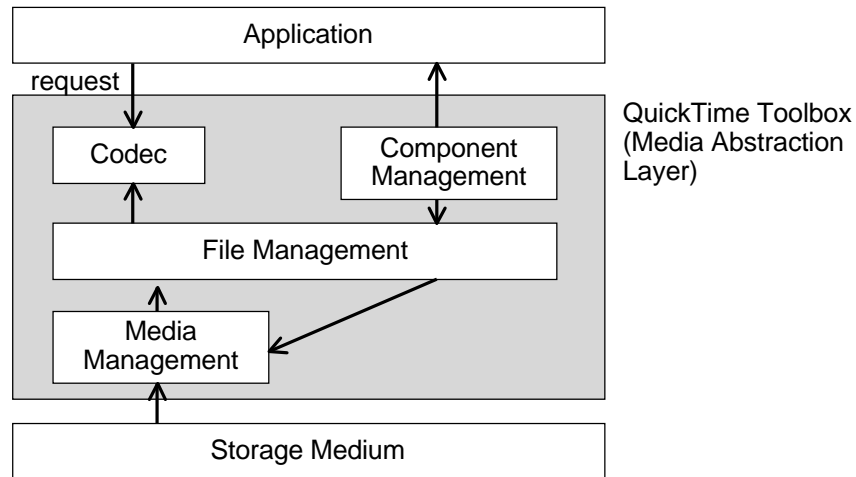 Application
request
QuickTime Toolbox
(Media Abstraction
Layer)
Codec
Component
Management
File Management
Media
Management
Storage Medium